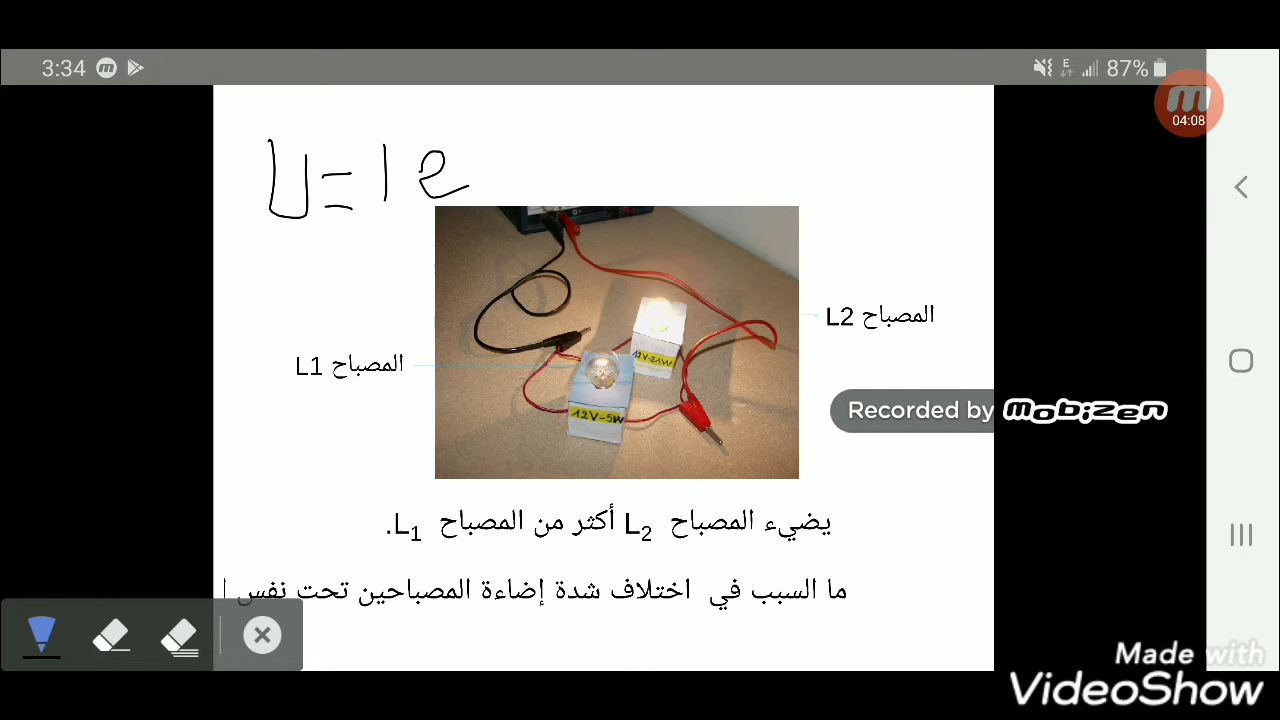 3:34
87%
04:08
U = I
المصباح L2
المصباح L1
12V-5W
Recorded by mobizen
يضيء المصباح L2 أكثر من المصباح L1.
ما السبب في اختلاف شدة إضاءة المصباحين تحت نفس
Made with
VideoShow